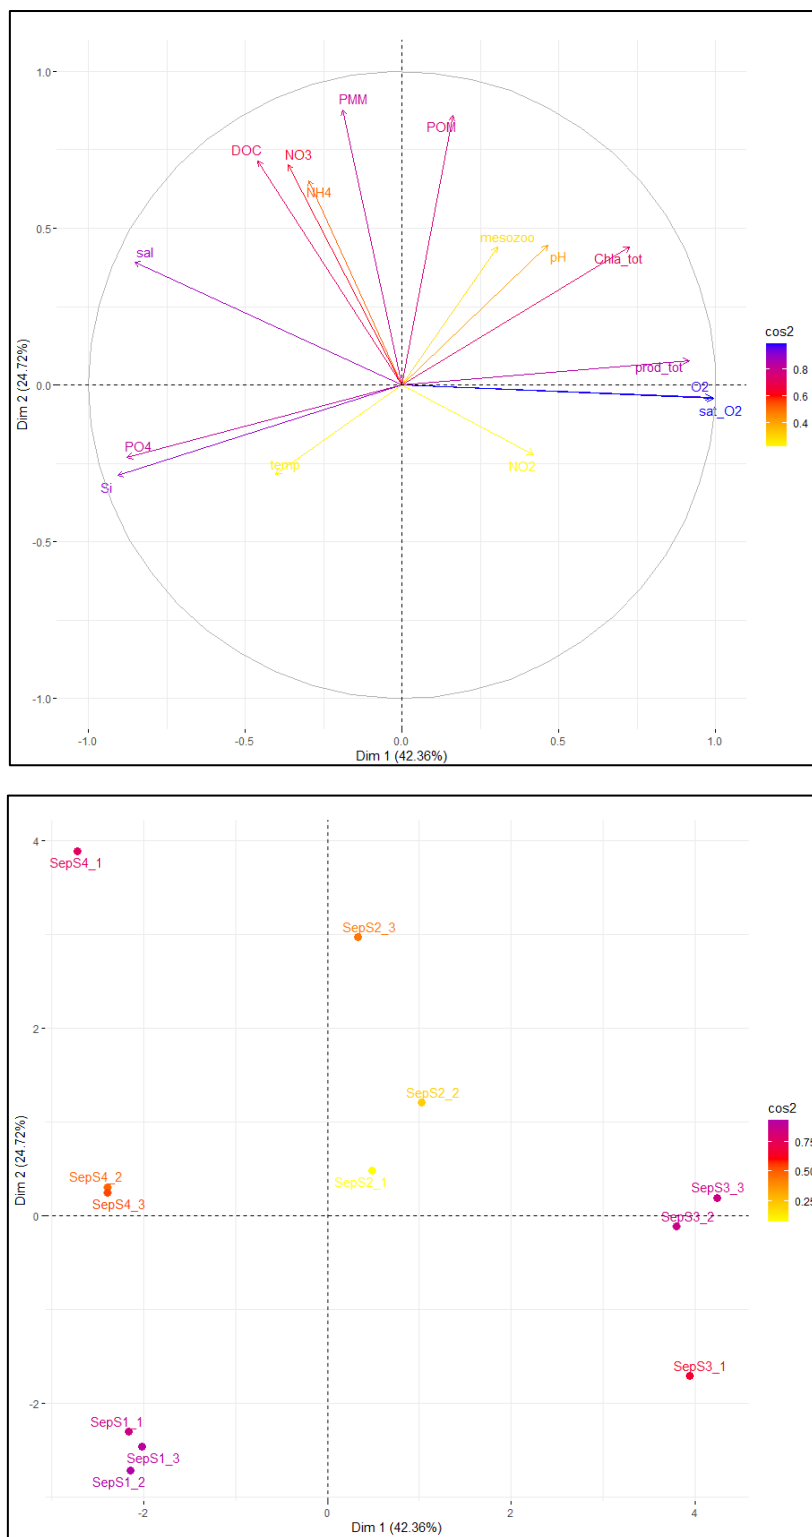 1.0
PMM
POM
DOC
NO3
NH4
0.5
mesozoo
sal
pH
Chla_tot
cos2
0.8
0.4
Dim 2 (24.72%)
0.0
prod_tot
O2
sat_O2
PO4
temp
NO2
Si
-0.5
-1.0
-1.0 -0.5 0.0 0.5 1.0
Dim 1 (42.36%)
4
SepS4_1
SepS2_3
2
SepS2_2
cos2
0.75
0.50
0.25
Dim 2 (24.72%)
SepS4_2
SepS2_1
SepS3_3
SepS4_3
SepS3_2
0
SepS3_1
-2
SepS1_1
SepS1_3
SepS1_2
-2 0 2 4
Dim 1 (42.36%)